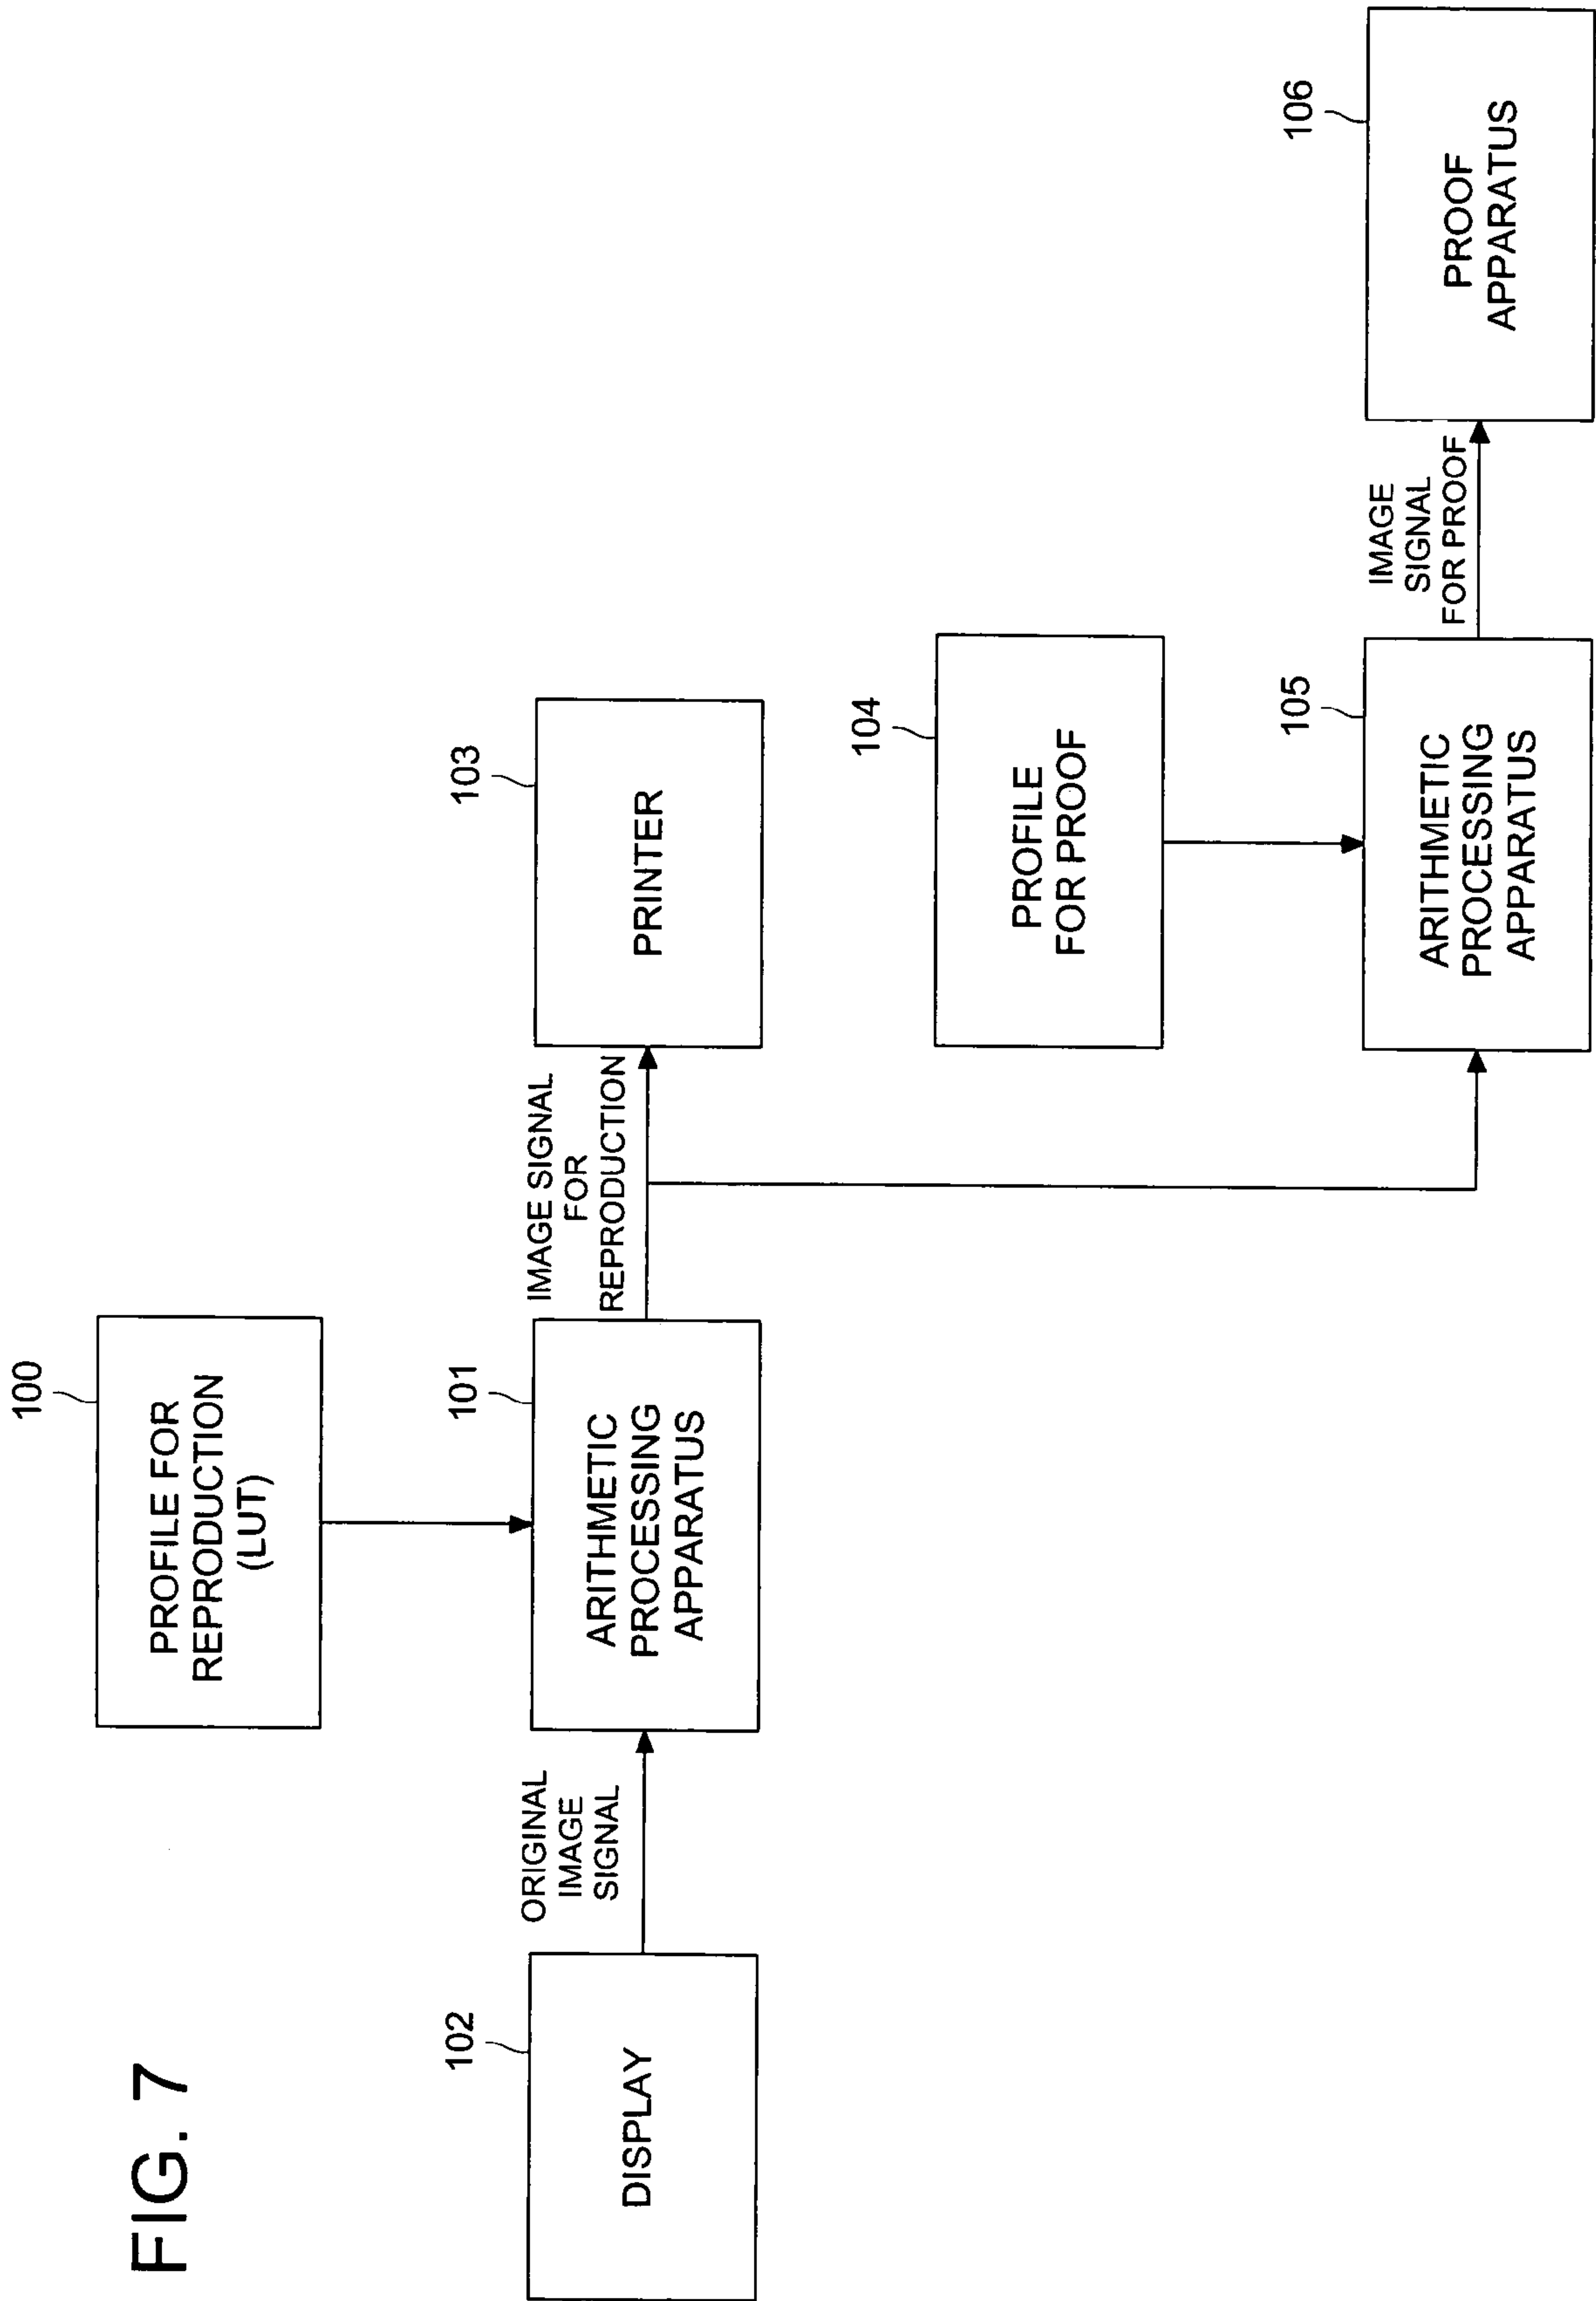 FIG. 7
100
PROFILE FOR
REPRODUCTION
(LUT)
102
DISPLAY
ORIGINAL
IMAGE
SIGNAL
101
ARITHMETIC
PROCESSING
APPARATUS
IMAGE SIGNAL
FOR
REPRODUCTION
103
PRINTER
104
PROFILE
FOR PROOF
105
ARITHMETIC
PROCESSING
APPARATUS
IMAGE
SIGNAL
FOR PROOF
106
PROOF
APPARATUS